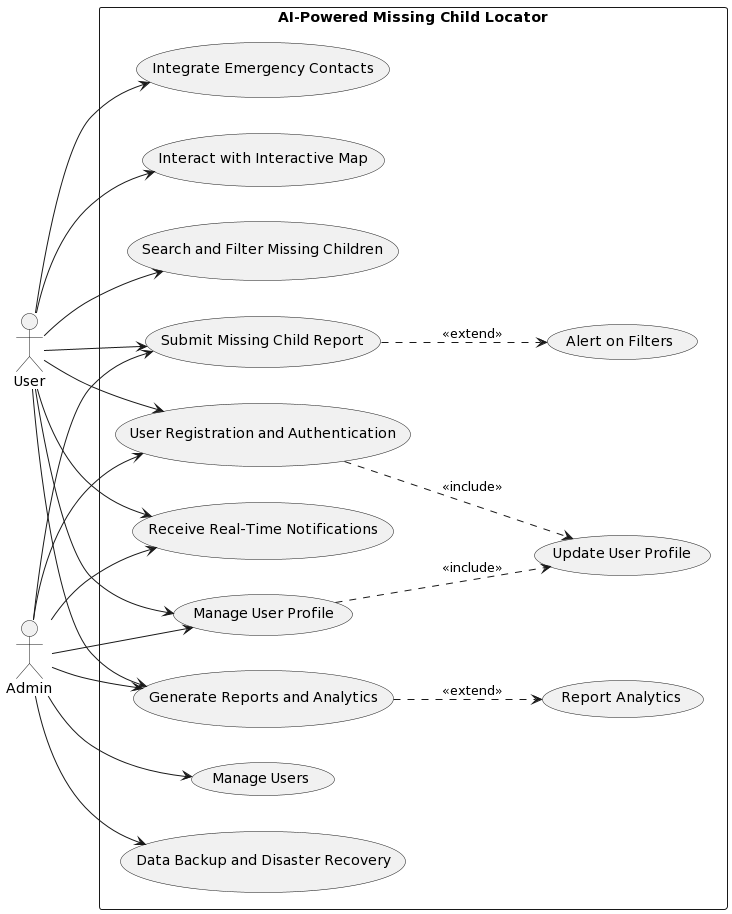 AI-Powered Missing Child Locator
Integrate Emergency Contacts
Interact with Interactive Map
Search and Filter Missing Children
Submit Missing Child Report
«extend»
Alert on Filters
User
User Registration and Authentication
«include»
Receive Real-Time Notifications
Update User Profile
«include»
Manage User Profile
Admin
Generate Reports and Analytics
«extend»
Report Analytics
Manage Users
Data Backup and Disaster Recovery